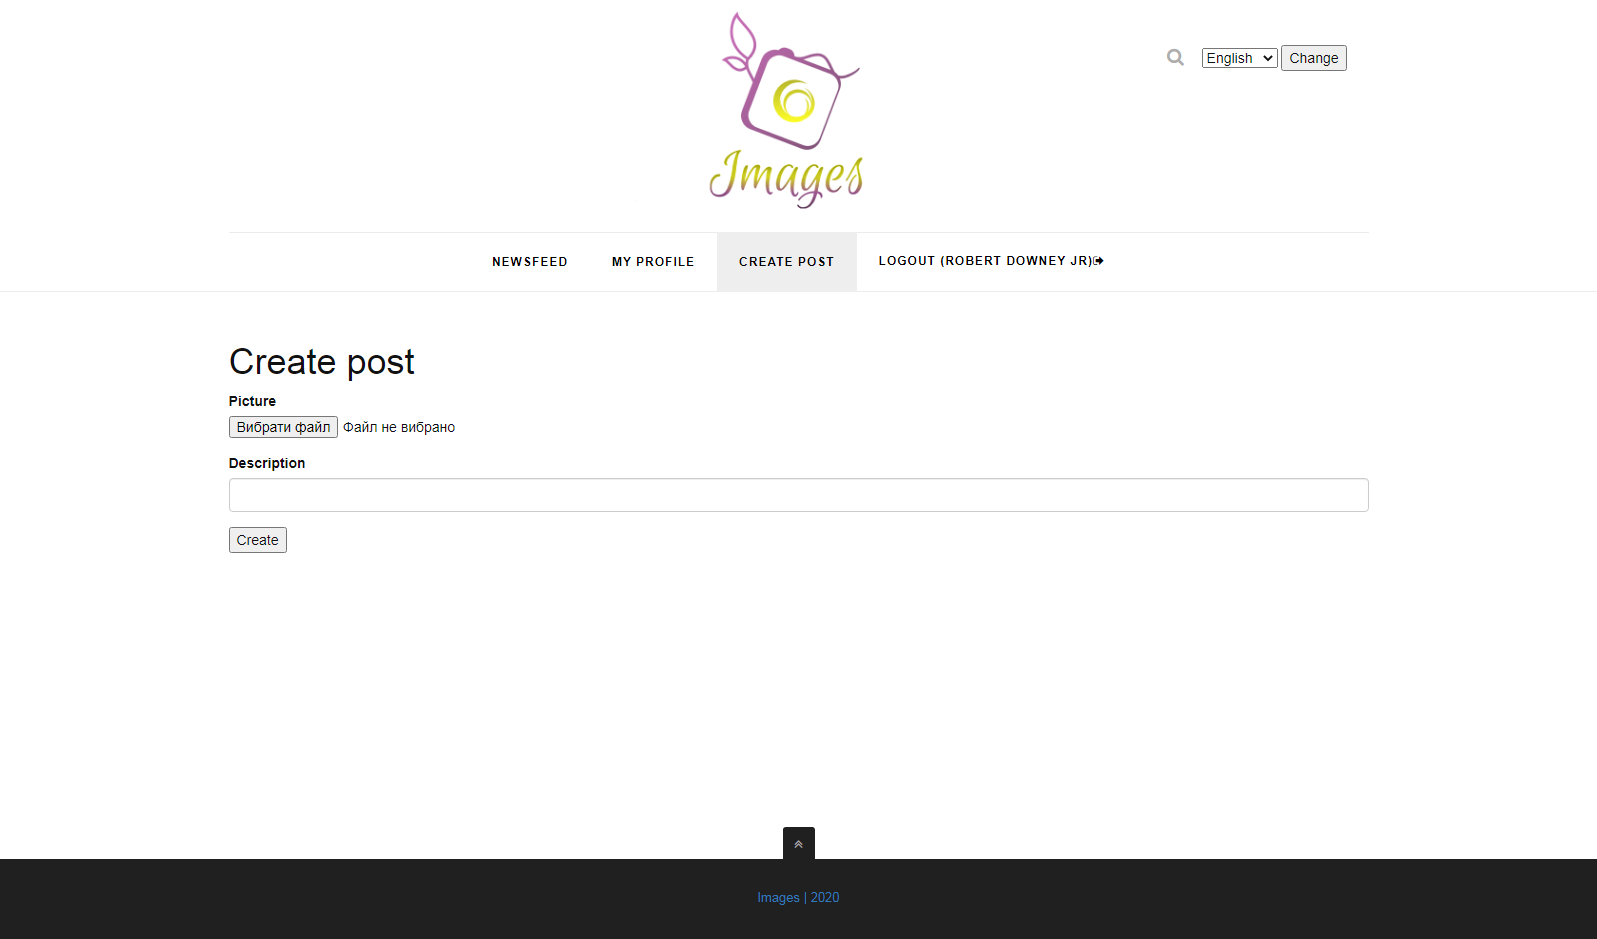 Images
English Change
NEWSFEED MY PROFILE CREATE POST LOGOUT (ROBERT DOWNEY JR)
Create post
Picture
Вибрати файл Файл не вибрано
Description
Create
Images | 2020